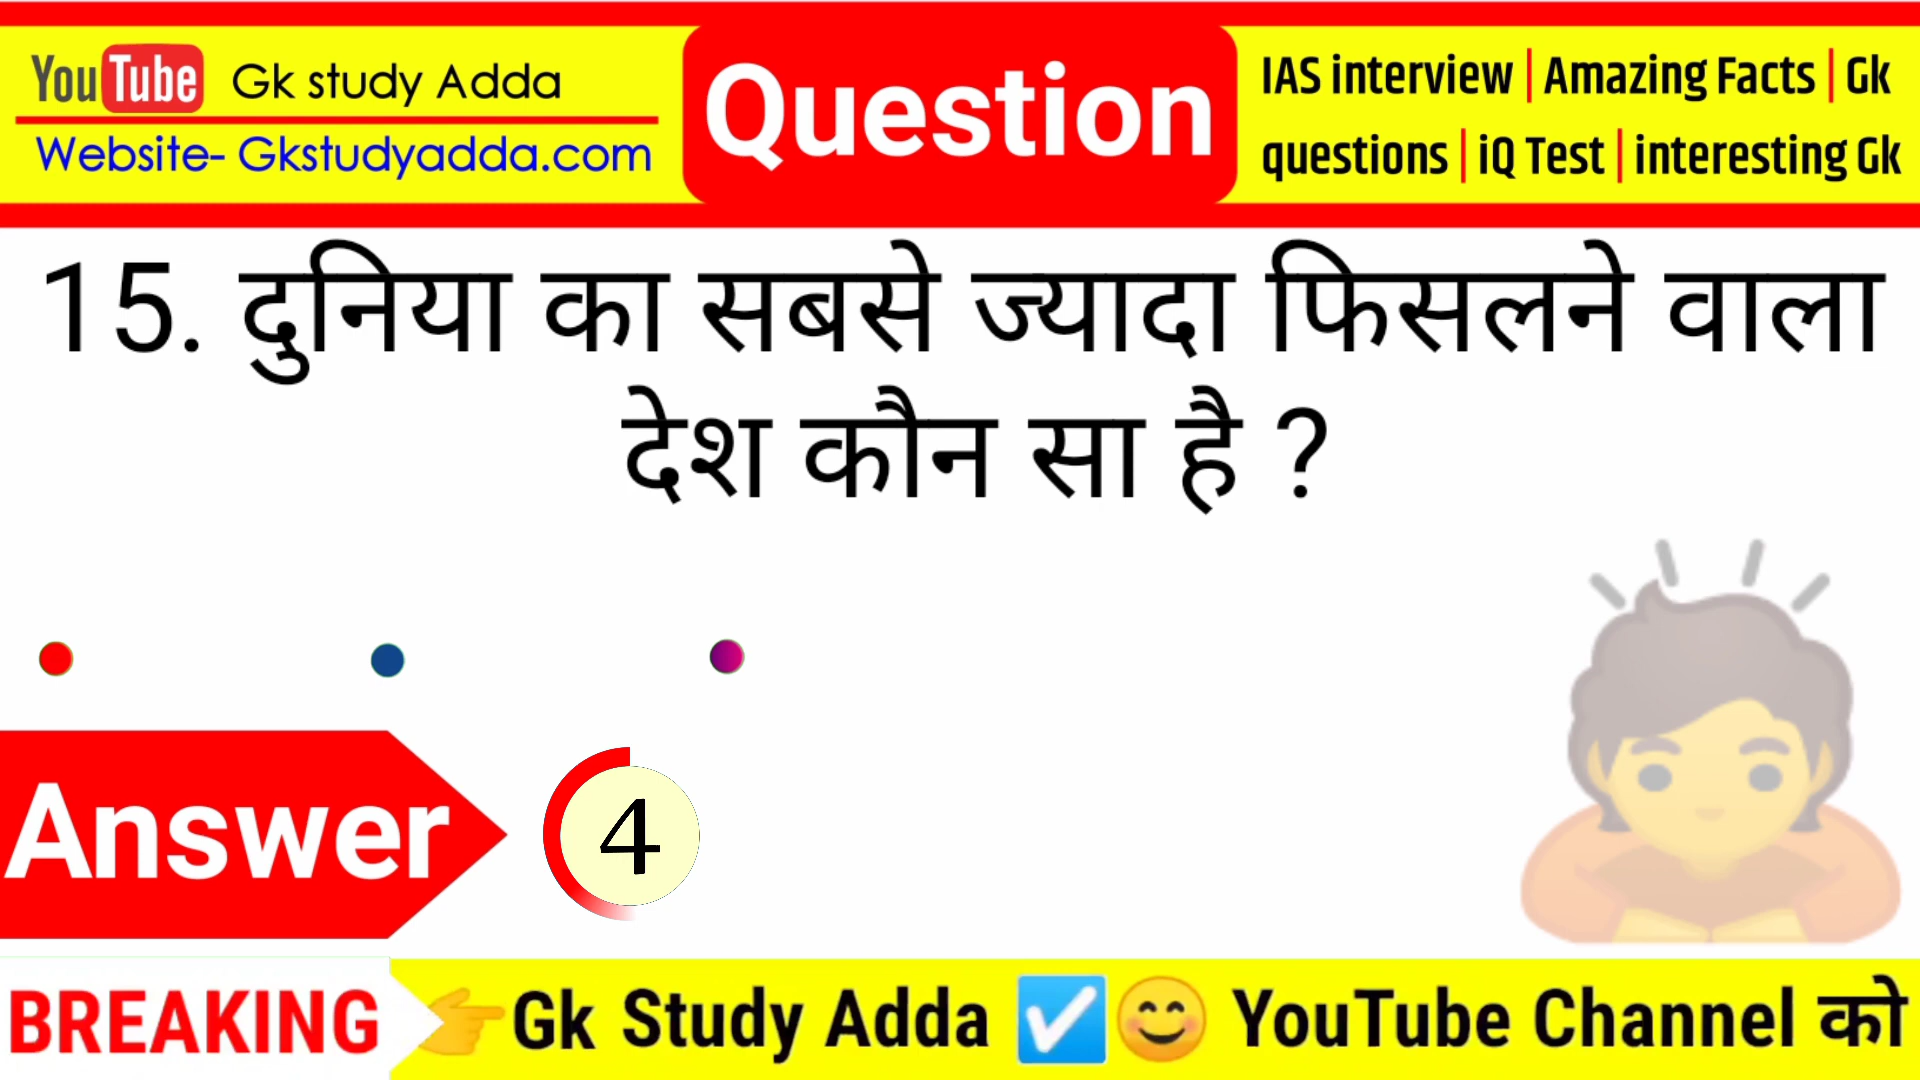 YouTube Gk study Adda
Website- Gkstudyadda.com
Question
IAS interview | Amazing Facts | Gk
questions | iQ Test | interesting Gk
15. दुनिया का सबसे ज्यादा फिसलने वाला
देश कौन सा है ?
Answer
4
BREAKING
👉Gk Study Adda ☑️😊 YouTube Channel को